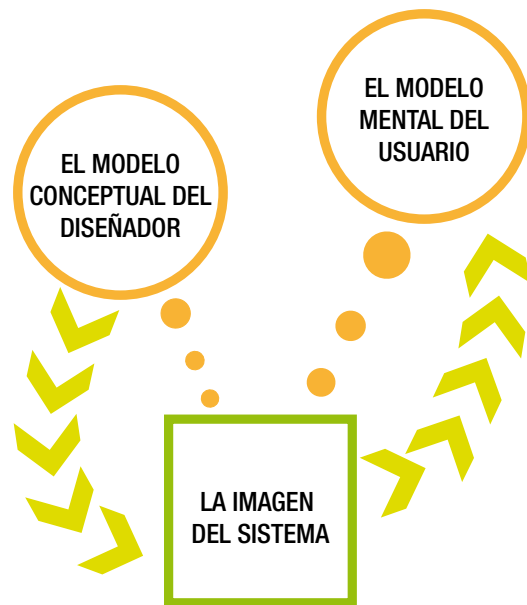 EL MODELO
CONCEPTUAL DEL
DISEÑADOR
EL MODELO
MENTAL DEL
USUARIO
LA IMAGEN
DEL SISTEMA